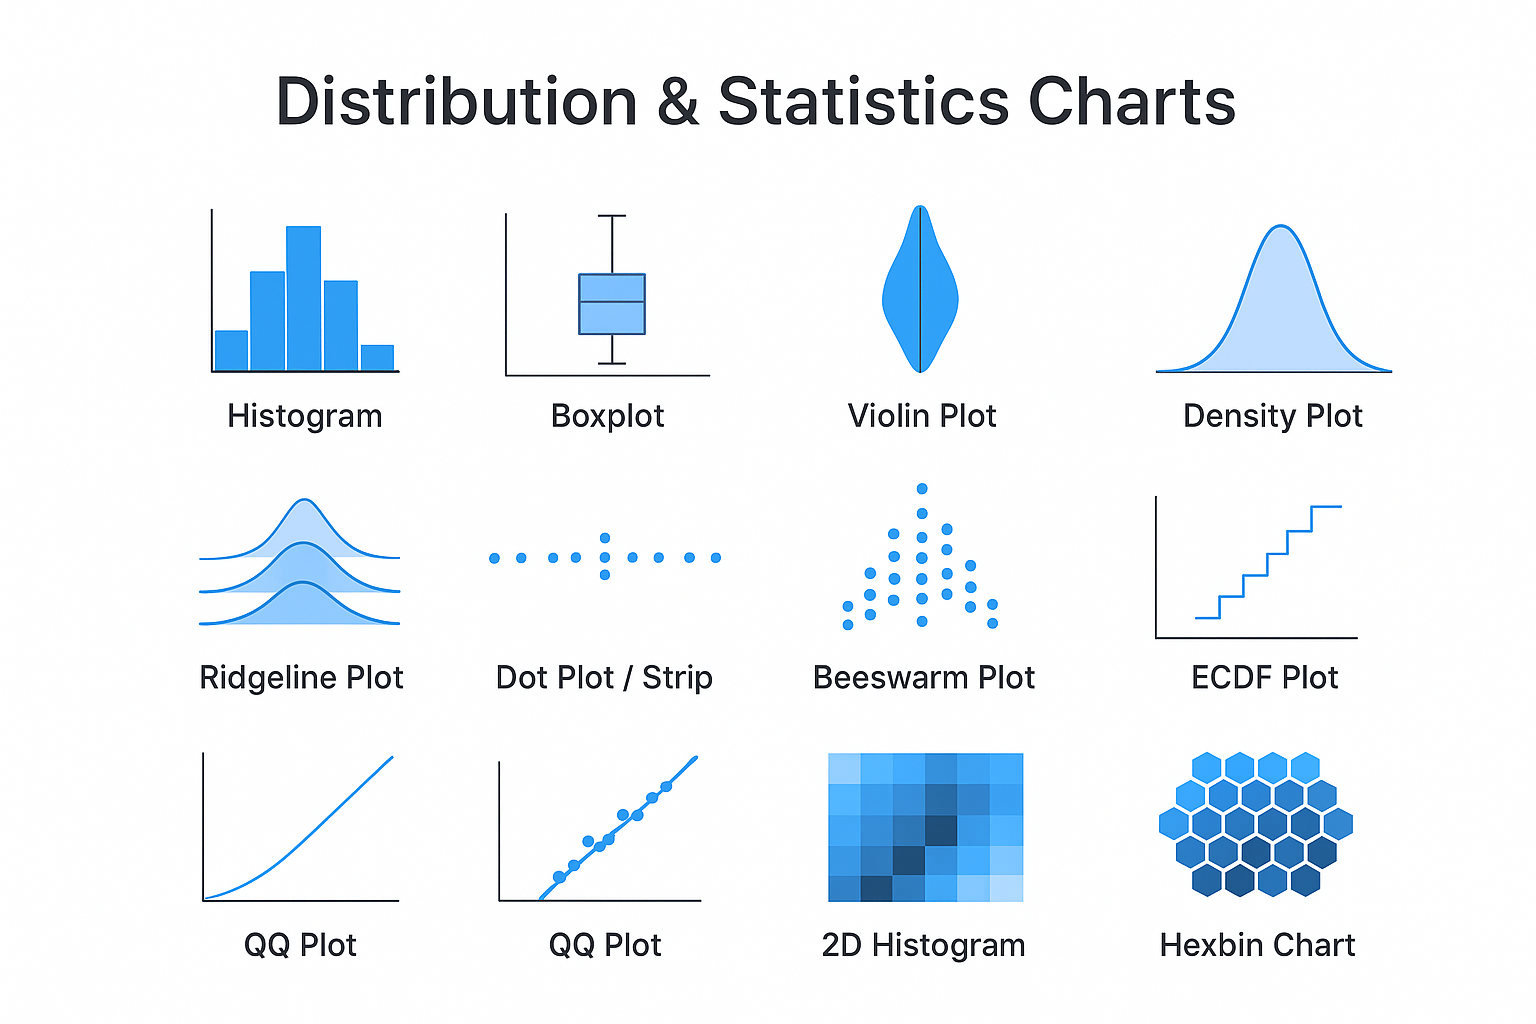 Distribution & Statistics Charts
Histogram
Boxplot
Violin Plot
Density Plot
Ridgeline Plot
Dot Plot / Strip
Beeswarm Plot
ECDF Plot
QQ Plot
QQ Plot
2D Histogram
Hexbin Chart